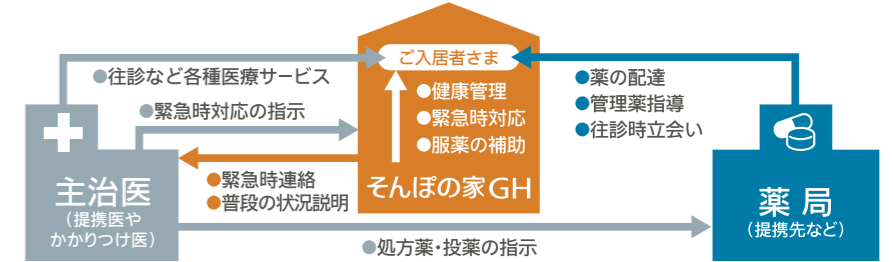 ご入居者さま
●往診など各種医療サービス
●健康管理
●緊急時対応
●服薬の補助
●薬の配達
●管理薬指導
●往診時立会い
●緊急時対応の指示
主治医
(提携医や
かかりつけ医)
●緊急時連絡
●普段の状況説明
そんぽの家GH
薬局
(提携先など)
●処方薬・投薬の指示